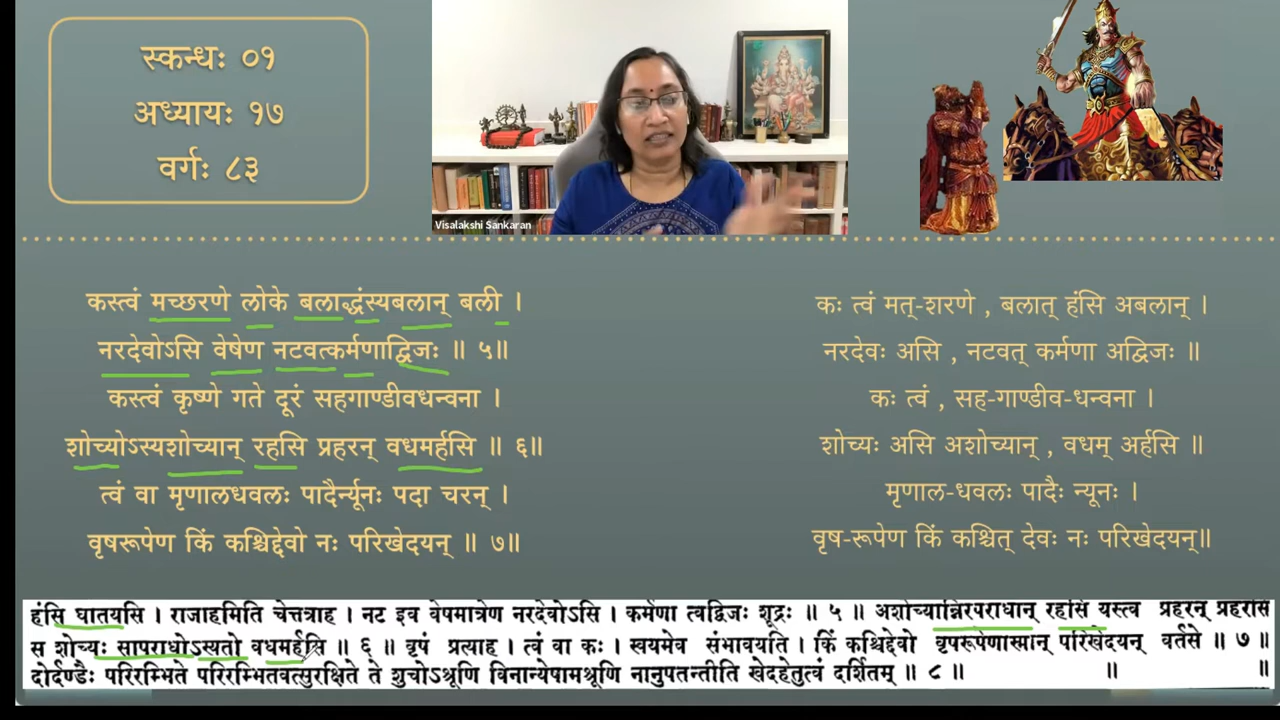 स्कन्धः ०१
अध्यायः १७
वर्गः ८३
Visalakshi Sankaran
कस्त्वं मच्छरणे लोके बलाद्धंस्यबलान् बली ।
नरदेवोऽसि वेषेण नटवत्कर्मणाद्विजः ॥ ५॥
कस्त्वं कृष्णे गते दूरं सहगाण्डीवधन्वना ।
शोच्योऽस्यशोच्यान् रहसि प्रहरन् वधमर्हसि ॥ ६॥
त्वं वा मृणालधवलः पादैर्न्यूनः पदा चरन् ।
वृषरूपेण किं कश्चिद्देवो नः परिखेदयन् ॥ ७॥
कः त्वं मत्-शरणे , बलात् हंसि अबलान् ।
नरदेवः असि , नटवत् कर्मणा अद्विजः ॥
कः त्वं , सह-गाण्डीव-धन्वना ।
शोच्यः असि अशोच्यान् , वधम् अर्हसि ॥
मृणाल-धवलः पादैः न्यूनः ।
वृष-रूपेण किं कश्चित् देवः नः परिखेदयन्॥
हंसि घातयसि । राजाहमिति चेत्तत्राह । नट इव वेषमात्रेण नरदेवोऽसि । कर्मणा त्वद्विजः शूद्रः ॥ ५ ॥ अशोच्यान्निरपराधान् रहसि यस्त्व प्रहरन् प्रहरसि
स शोच्यः सापराधोऽस्यतो वधमर्हसि ॥ ६ ॥ वृषं प्रत्याह । त्वं वा कः । स्वयमेव संभावयति । किं कश्चिद्देवो वृषरूपेणास्मान् परिखेदयन् वर्तसे ॥ ७ ॥
दोर्दण्डैः परिरम्भिते परिरम्भितवत्सुरक्षिते ते शुचोऽश्रूणि विनान्येषामश्रूणि नानुपतन्तीति खेदहेतुत्वं दर्शितम् ॥ ८ ॥ ॥ ॥